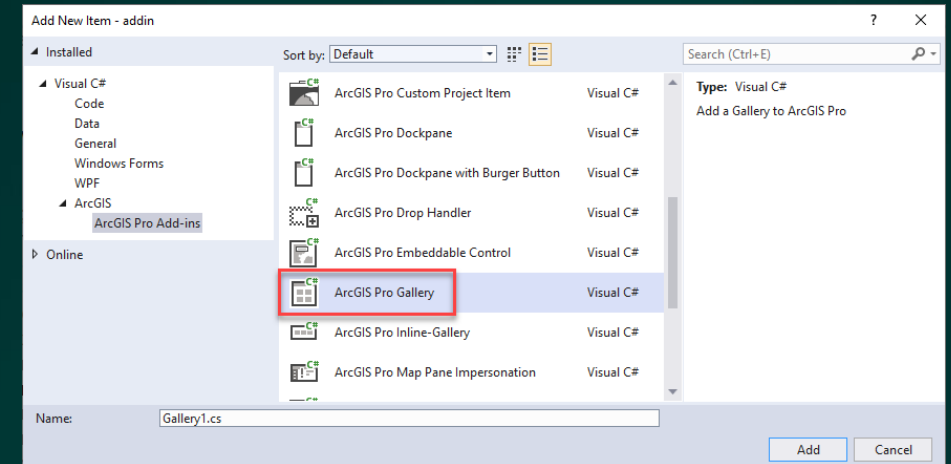 Add New Item - addin
? 
Installed
Sort by: Default
Search (Ctrl+E)
Visual C#
Code
Data
General
Windows Forms
WPF
ArcGIS
ArcGIS Pro Add-ins
Online
ArcGIS Pro Custom Project Item Visual C#
ArcGIS Pro Dockpane Visual C#
ArcGIS Pro Dockpane with Burger Button Visual C#
ArcGIS Pro Drop Handler Visual C#
ArcGIS Pro Embeddable Control Visual C#
ArcGIS Pro Gallery Visual C#
ArcGIS Pro Inline-Gallery Visual C#
ArcGIS Pro Map Pane Impersonation Visual C#
Type: Visual C#
Add a Gallery to ArcGIS Pro
Name: Gallery1.cs
Add Cancel